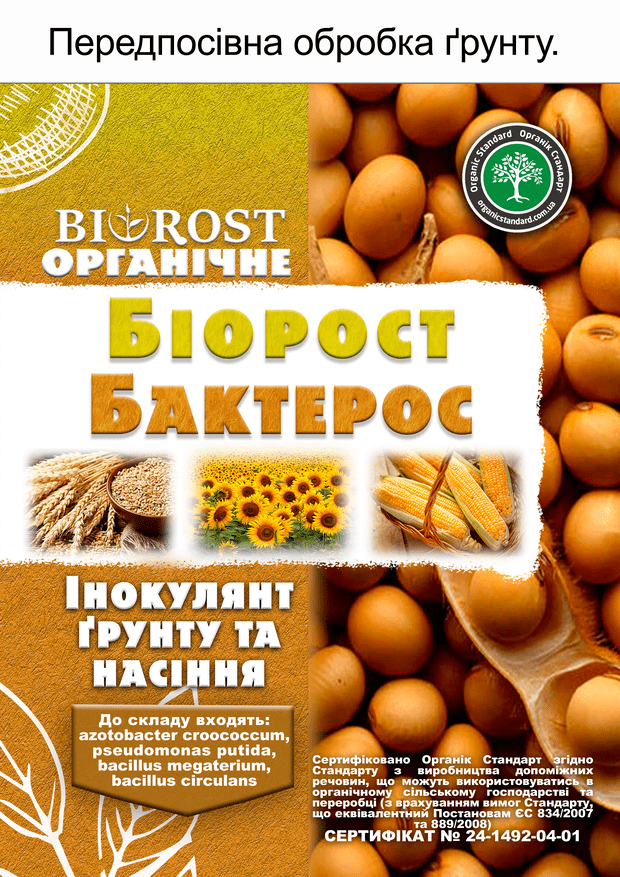 Передпосівна обробка ґрунту.
Organic Standard Органік Стандарт
organicstandard.com.ua
BIOROST
ОРГАНІЧНЕ
Біорост
Бактерос
Інокулянт
ґрунту та
насіння
До складу входять:
azotobacter croococcum,
pseudomonas putida,
bacillus megaterium,
bacillus circulans
Сертифіковано Органік Стандарт згідно
Стандарту з виробництва допоміжних
речовин, що можуть використовуватись в
органічному сільському господарстві та
переробці (з врахуванням вимог Стандарту,
що еквівалентний Постановам ЄС 834/2007
та 889/2008)
СЕРТИФІКАТ № 24-1492-04-01